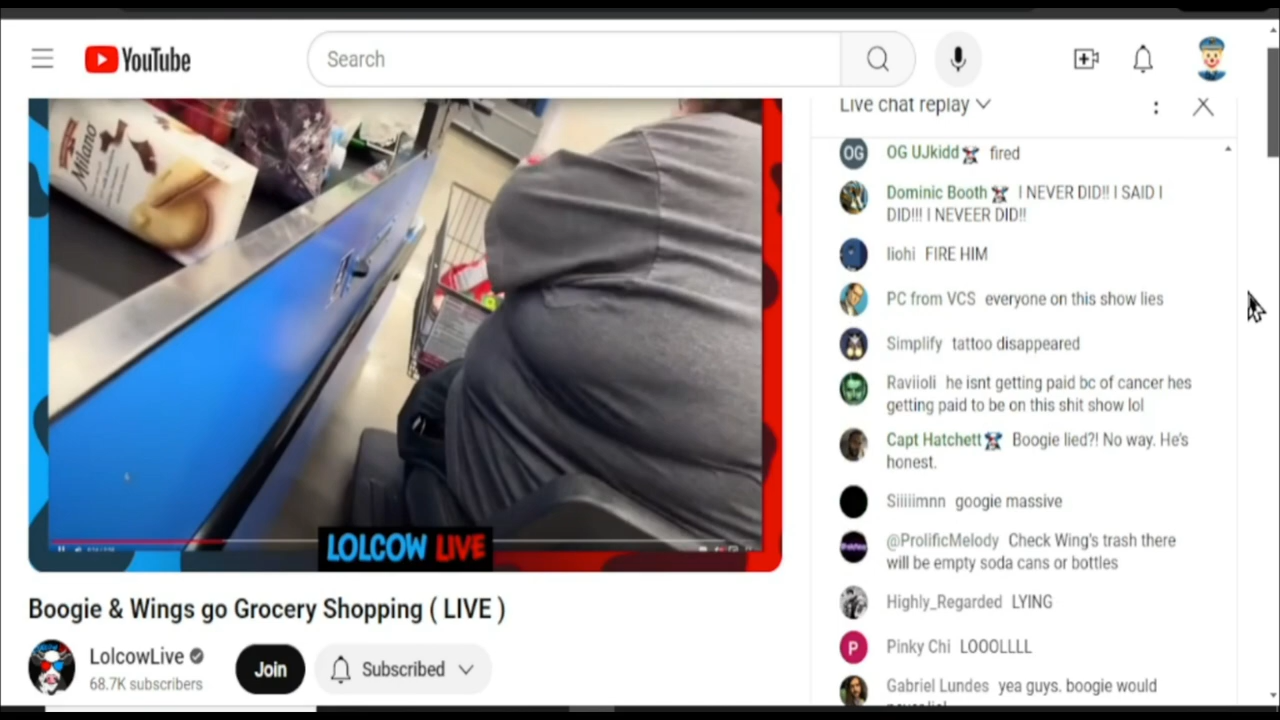 YouTube
Search
Live chat replay
OG
OG UJkidd fired
Dominic Booth I NEVER DID!! I SAID I
DID!!! I NEVEER DID!!
liohi FIRE HIM
PC from VCS everyone on this show lies
Simplify tattoo disappeared
Raviioli he isnt getting paid bc of cancer hes
getting paid to be on this shit show lol
Capt Hatchett Boogie lied?! No way. He's
honest.
Siiiiimnn googie massive
@ProlificMelody Check Wing's trash there
will be empty soda cans or bottles
Highly_Regarded LYING
P
Pinky Chi LOOOLLLL
Gabriel Lundes yea guys. boogie would
Milano
4
LOLCOW LIVE
Boogie & Wings go Grocery Shopping ( LIVE )
LolcowLive
68.7K subscribers
Join
Subscribed